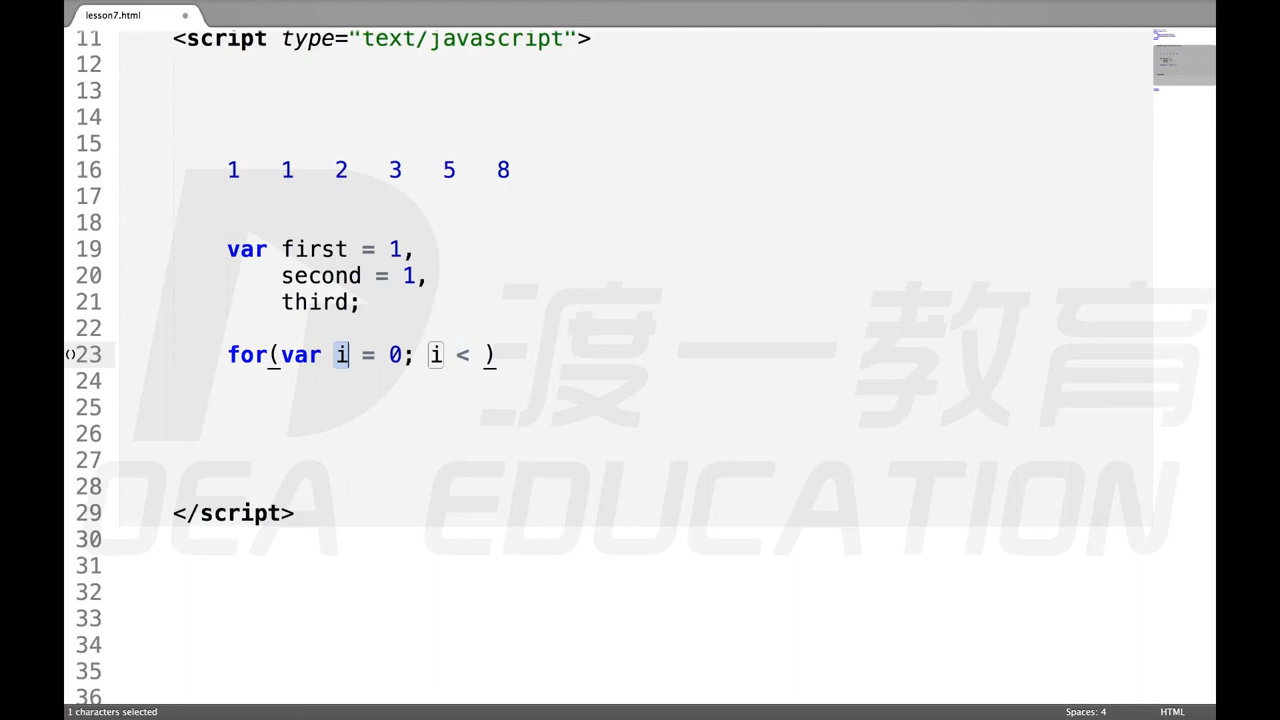 lesson7.html
11 <script type="text/javascript">
12
13
14
15
16 1 1 2 3 5 8
17
18
19 var first = 1,
20 second = 1,
21 third;
22
23 for(var i = 0; i < )
24
25
26
27
28
29 </script>
30
31
32
33
34
35
36
渡一教育
DEA EDUCATION
1 characters selected
Spaces: 4
HTML